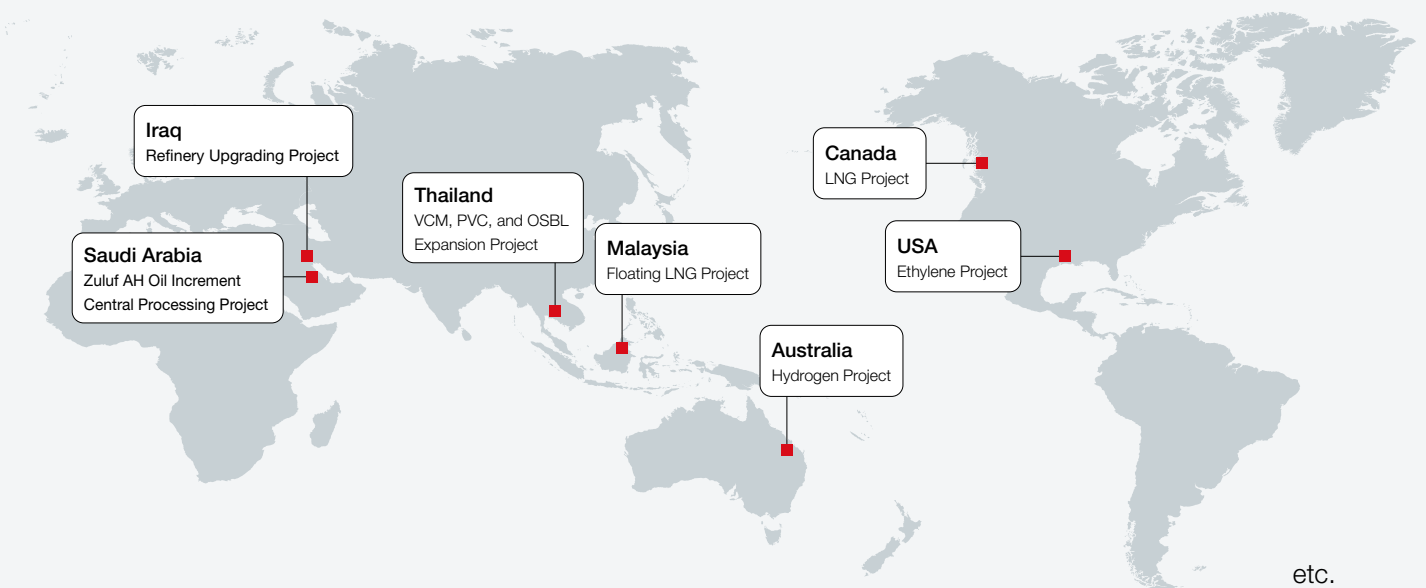 Iraq
Refinery Upgrading Project
Saudi Arabia
Zuluf AH Oil Increment
Central Processing Project
Thailand
VCM, PVC, and OSBL
Expansion Project
Malaysia
Floating LNG Project
Australia
Hydrogen Project
Canada
LNG Project
USA
Ethylene Project
etc.